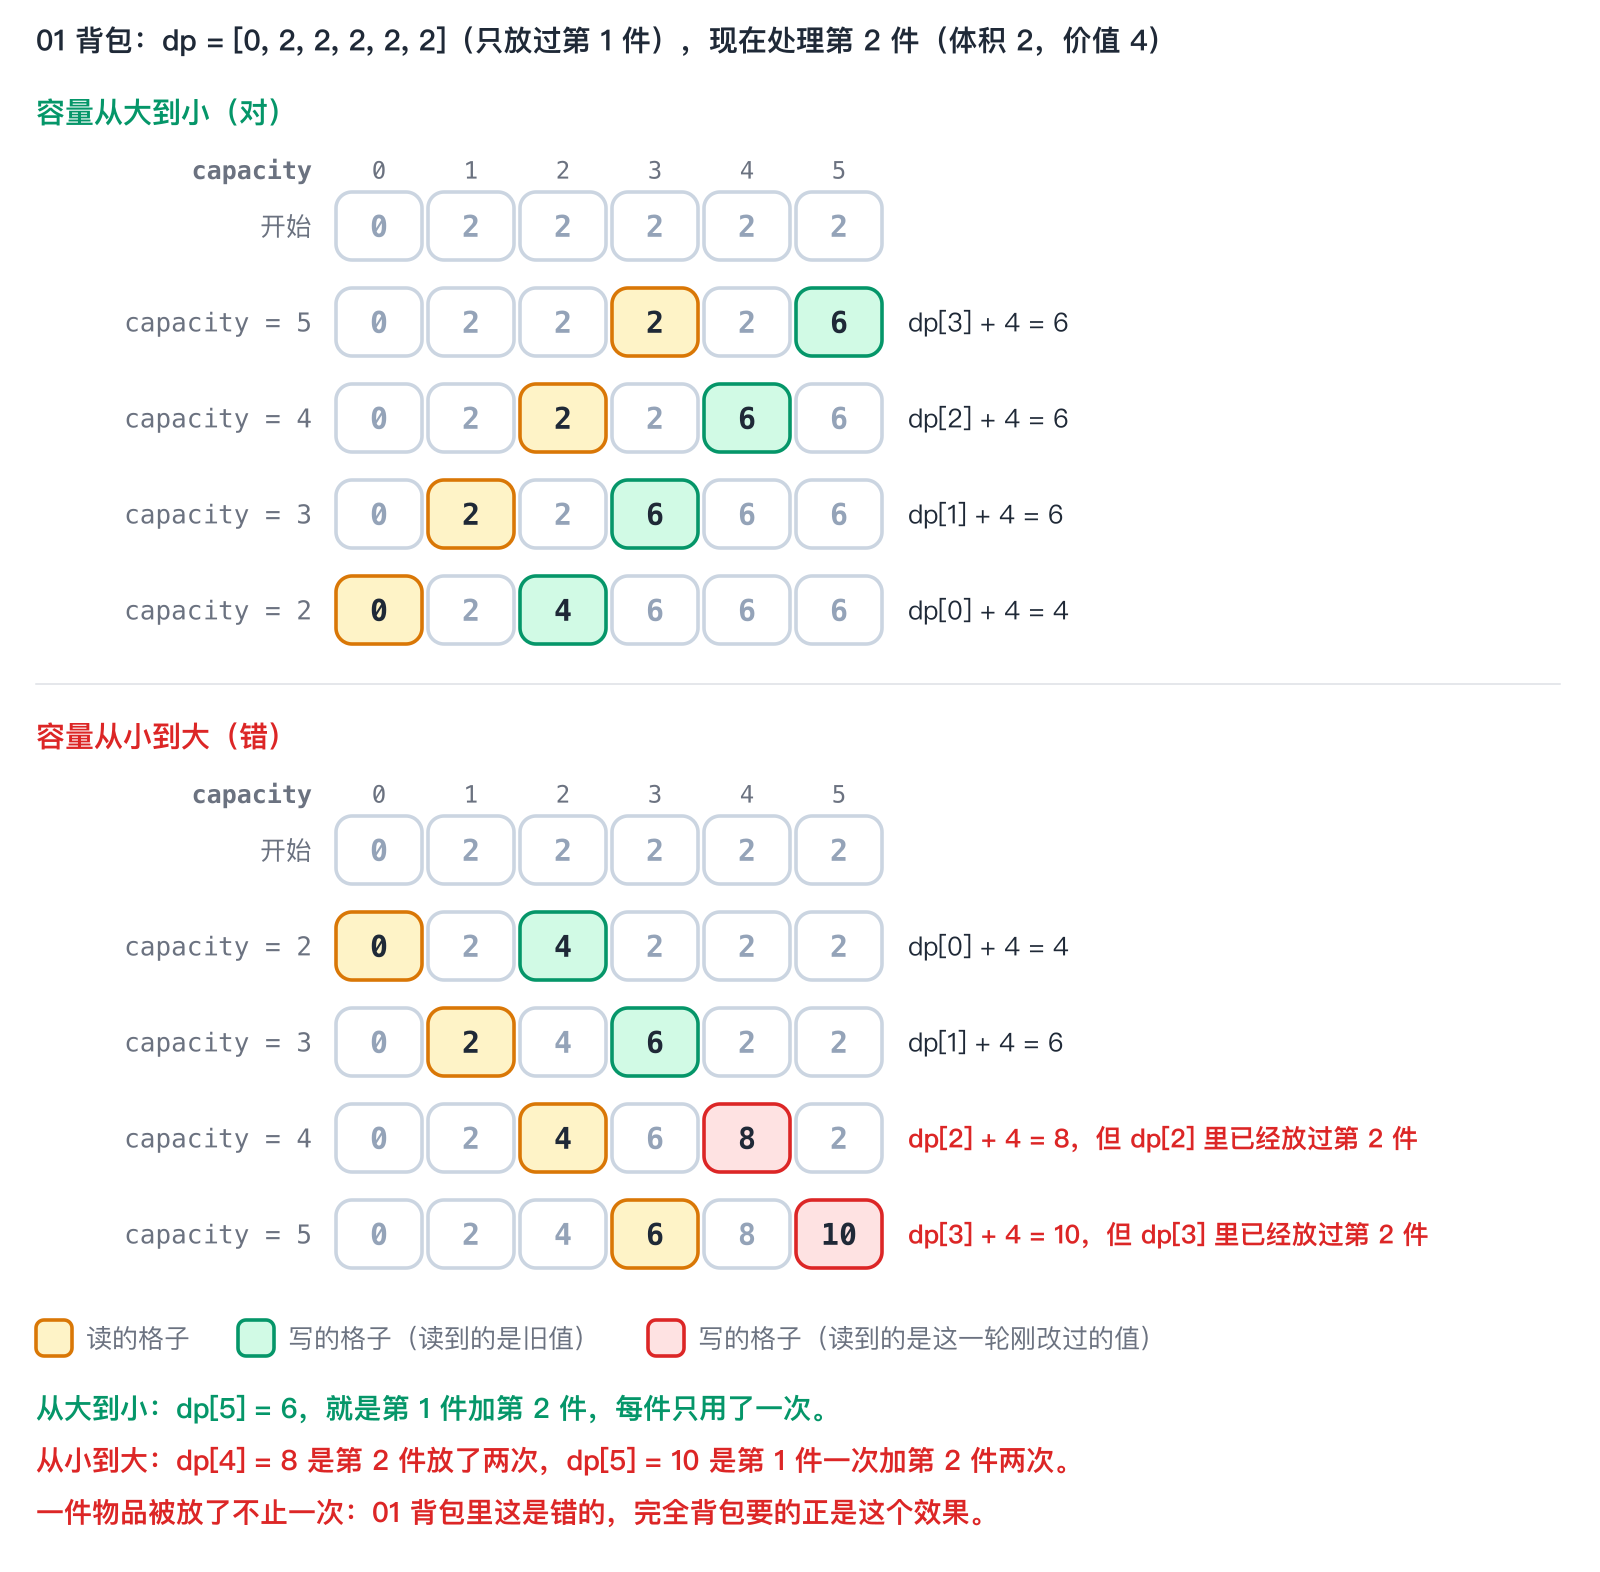 01 背包：dp = [0, 2, 2, 2, 2, 2]（只放过第 1 件），现在处理第 2 件（体积 2，价值 4）
容量从大到小（对）
capacity 0 1 2 3 4 5
开始 0 2 2 2 2 2
capacity = 5 0 2 2 2 2 6 dp[3] + 4 = 6
capacity = 4 0 2 2 2 6 6 dp[2] + 4 = 6
capacity = 3 0 2 2 6 6 6 dp[1] + 4 = 6
capacity = 2 0 2 4 6 6 6 dp[0] + 4 = 4
容量从小到大（错）
capacity 0 1 2 3 4 5
开始 0 2 2 2 2 2
capacity = 2 0 2 4 2 2 2 dp[0] + 4 = 4
capacity = 3 0 2 4 6 2 2 dp[1] + 4 = 6
capacity = 4 0 2 4 6 8 2 dp[2] + 4 = 8，但 dp[2] 里已经放过第 2 件
capacity = 5 0 2 4 6 8 10 dp[3] + 4 = 10，但 dp[3] 里已经放过第 2 件
读的格子 写的格子（读到的是旧值） 写的格子（读到的是这一轮刚改过的值）
从大到小：dp[5] = 6，就是第 1 件加第 2 件，每件只用了一次。
从小到大：dp[4] = 8 是第 2 件放了两次，dp[5] = 10 是第 1 件一次加第 2 件两次。
一件物品被放了不止一次：01 背包里这是错的，完全背包要的正是这个效果。